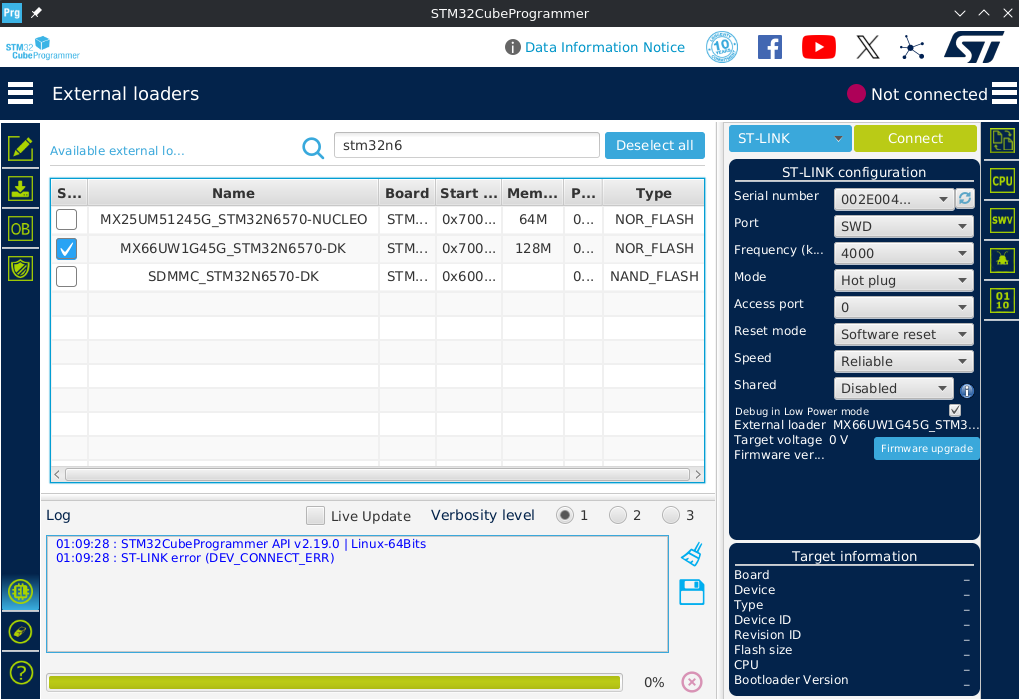 Prg
STM32CubeProgrammer
STM32
CubeProgrammer
Data Information Notice
10
ST
External loaders
Not connected
Available external lo...
stm32n6
Deselect all
S... Name Board Start ... Mem... P... Type
MX25UM51245G_STM32N6570-NUCLEO STM... 0x700... 64M 0... NOR_FLASH
MX66UW1G45G_STM32N6570-DK STM... 0x700... 128M 0... NOR_FLASH
SDMMC_STM32N6570-DK STM... 0x600... 0... NAND_FLASH
OB
EL
?
Log
Live Update
Verbosity level
1
2
3
01:09:28 : STM32CubeProgrammer API v2.19.0 | Linux-64Bits
01:09:28 : ST-LINK error (DEV_CONNECT_ERR)
0%
ST-LINK
Connect
ST-LINK configuration
Serial number 002E004...
Port SWD
Frequency (k... 4000
Mode Hot plug
Access port 0
Reset mode Software reset
Speed Reliable
Shared Disabled
Debug in Low Power mode
External loader MX66UW1G45G_STM3...
Target voltage 0 V
Firmware ver...
Firmware upgrade
Target information
Board _
Device _
Type _
Device ID _
Revision ID _
Flash size _
CPU _
Bootloader Version _
CPU
SWV
01
10